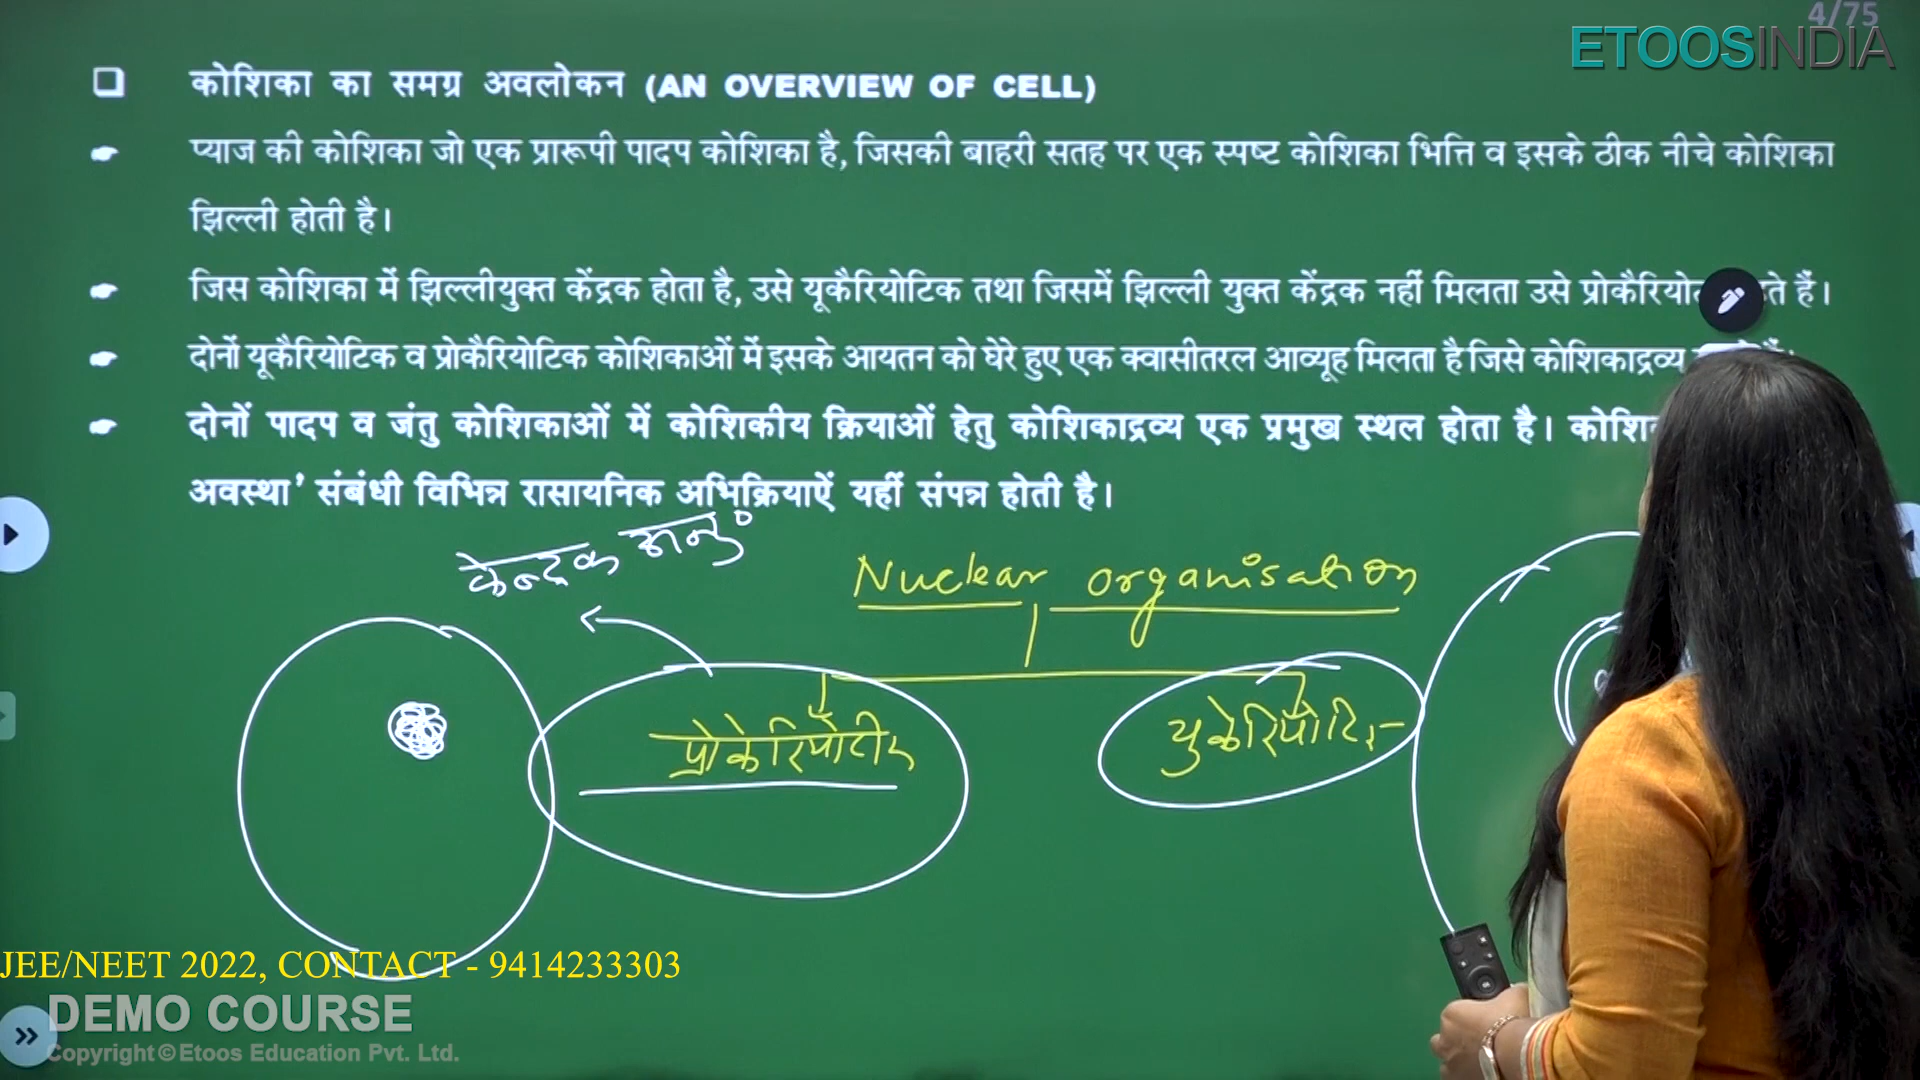 4/75
ETOOSINDIA
कोशिका का समग्र अवलोकन (AN OVERVIEW OF CELL)
प्याज की कोशिका जो एक प्रारूपी पादप कोशिका है, जिसकी बाहरी सतह पर एक स्पष्ट कोशिका भित्ति व इसके ठीक नीचे कोशिका
झिल्ली होती है।
जिस कोशिका में झिल्लीयुक्त केंद्रक होता है, उसे यूकैरियोटिक तथा जिसमें झिल्ली युक्त केंद्रक नहीं मिलता उसे हैं।
दोनों यूकैरियोटिक व प्रोकैरियोटिक कोशिकाओं में इसके आयतन को घेरे हुए एक क्वासीतरल आव्यूह मिलता है जिसे कोशिकाद्रव्य
दोनों पादप व जंतु कोशिकाओं में कोशिकीय क्रियाओं हेतु कोशिकाद्रव्य एक प्रमुख स्थल होता है।
अवस्था' संबंधी विभिन्न रासायनिक अभिक्रियाऐं यहीं संपन्न होती है।
केन्द्रक
Nuclear organisation
JEE/NEET 2022, CONTACT - 9414233303
DEMO COURSE
Copyright © Etoos Education Pvt. Ltd.